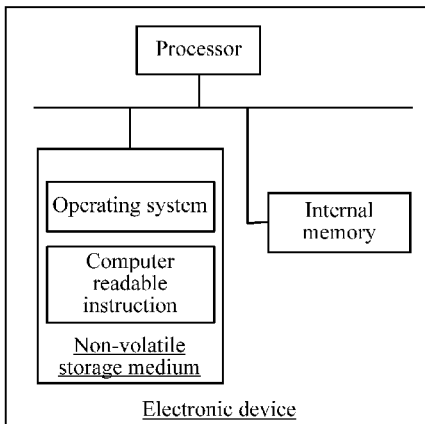 Processor
Operating system
Computer
readable
instruction
Non-volatile
storage medium
Internal
memory
Electronic device